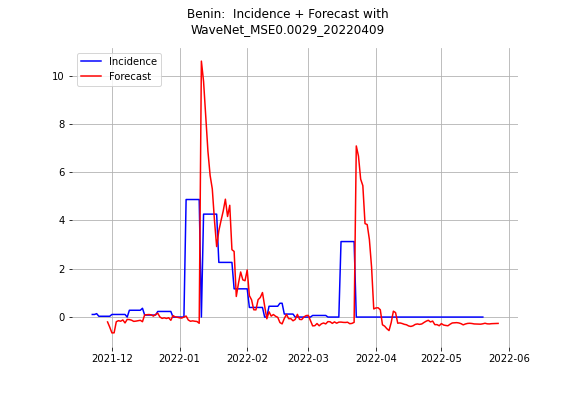 Benin:  Incidence + Forecast with
WaveNet_MSE0.0029_20220409
Incidence
Forecast
10
8
6
4
2
0
2021-12 2022-01 2022-02 2022-03 2022-04 2022-05 2022-06